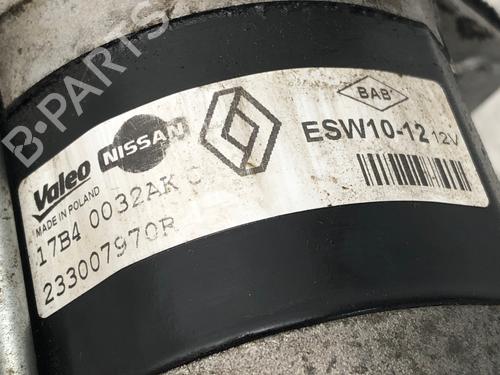 B-PARTS
Valeo
MADE IN POLAND
NISSAN
BAB
ESW10-12 12V
17B4 0032AK C
233007970R